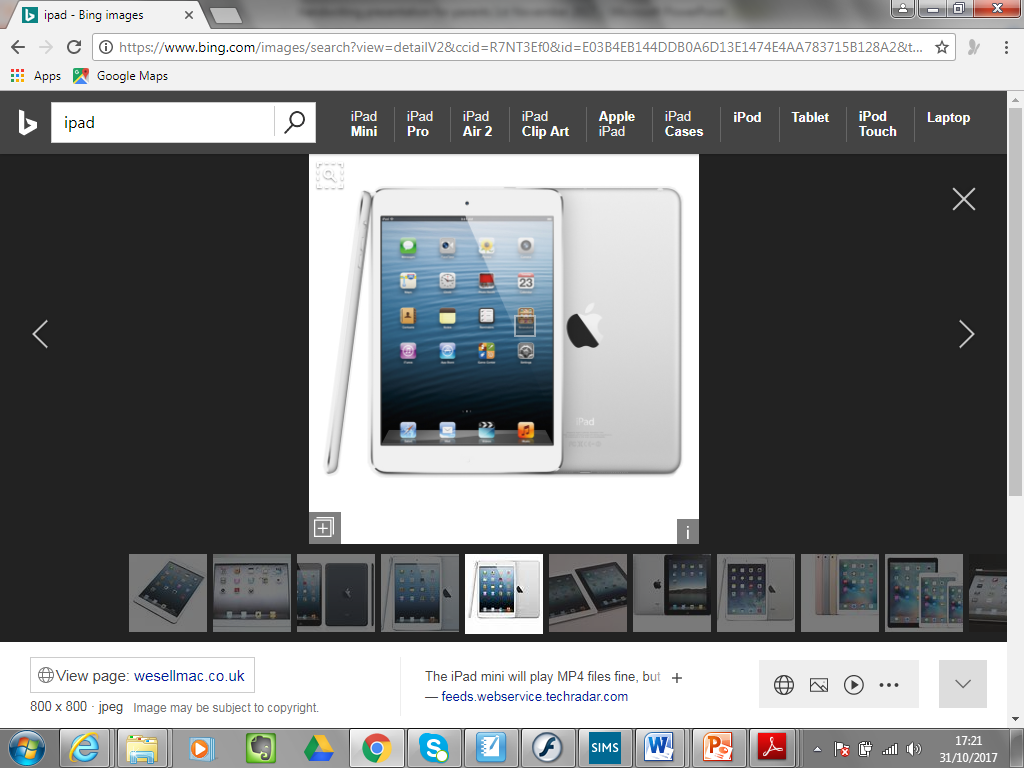 ipad - Bing images
https://www.bing.com/images/search?view=detailV2&ccid=R7NT3Ef0&id=E03B4EB144DDB0A6D13E1474E4AA783715B128A2&t...
Apps Google Maps
ipad
iPad Mini
iPad Pro
iPad Air 2
iPad Clip Art
Apple iPad
iPad Cases
iPod
Tablet
iPod Touch
Laptop
23
iPad
View page: wesellmac.co.uk
800 x 800 · jpeg Image may be subject to copyright.
The iPad mini will play MP4 files fine, but
— feeds.webservice.techradar.com
SIMS
17:21
31/10/2017